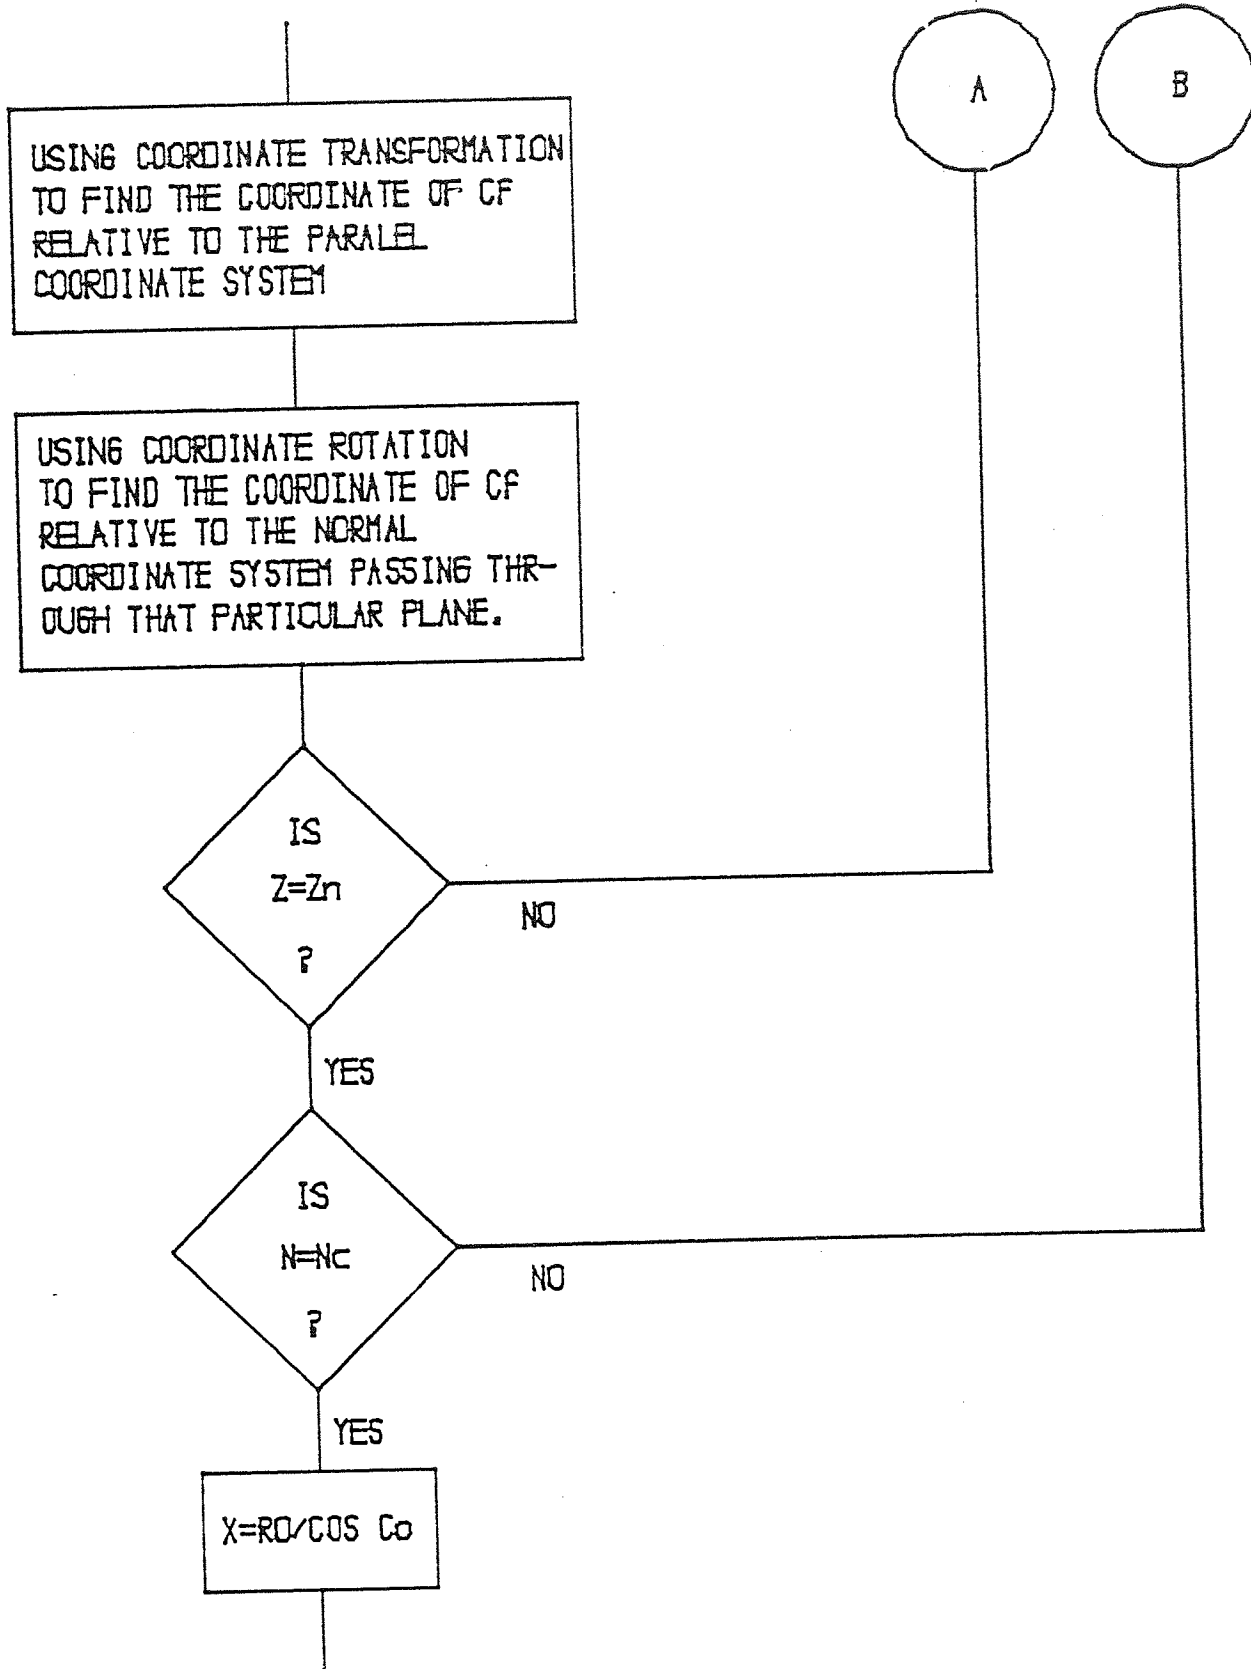 A
B
USING COORDINATE TRANSFORMATION
TO FIND THE COORDINATE OF CF
RELATIVE TO THE PARALEL
COORDINATE SYSTEM
USING COORDINATE ROTATION
TO FIND THE COORDINATE OF CF
RELATIVE TO THE NORMAL
COORDINATE SYSTEM PASSING THR-
OUGH THAT PARTICULAR PLANE.
IS
Z=Zn
?
NO
YES
IS
N=Nc
?
NO
YES
X=RO/COS Co